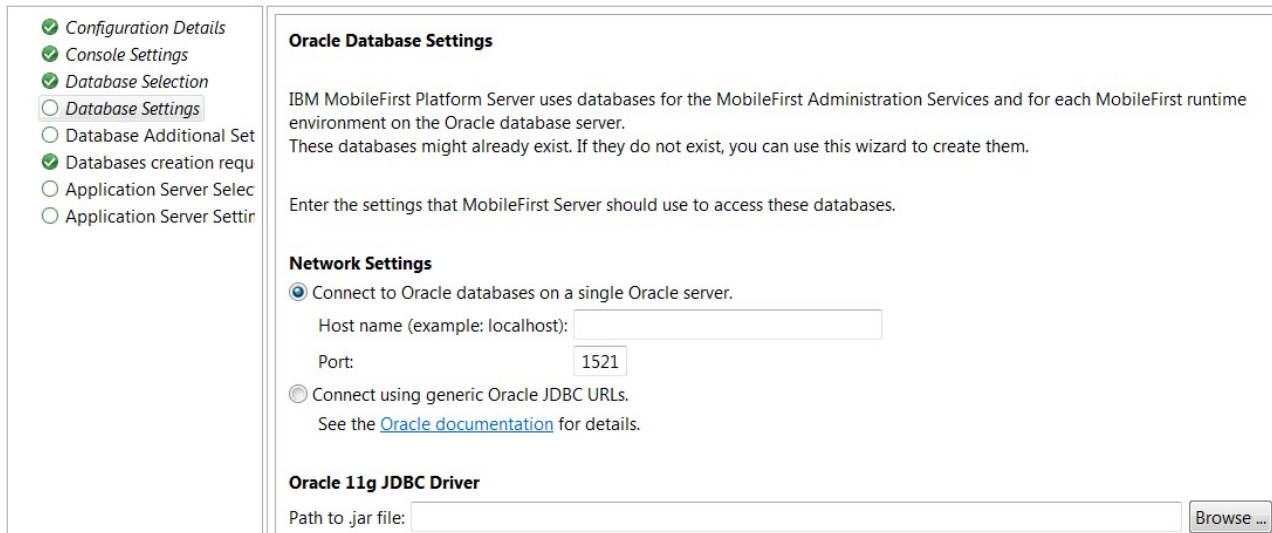 Configuration Details
Console Settings
Database Selection
Database Settings
Database Additional Set
Databases creation requ
Application Server Selec
Application Server Settin
Oracle Database Settings
IBM MobileFirst Platform Server uses databases for the MobileFirst Administration Services and for each MobileFirst runtime
environment on the Oracle database server.
These databases might already exist. If they do not exist, you can use this wizard to create them.
Enter the settings that MobileFirst Server should use to access these databases.
Network Settings
Connect to Oracle databases on a single Oracle server.
Host name (example: localhost):
Port: 1521
Connect using generic Oracle JDBC URLs.
See the Oracle documentation for details.
Oracle 11g JDBC Driver
Path to .jar file: Browse ...